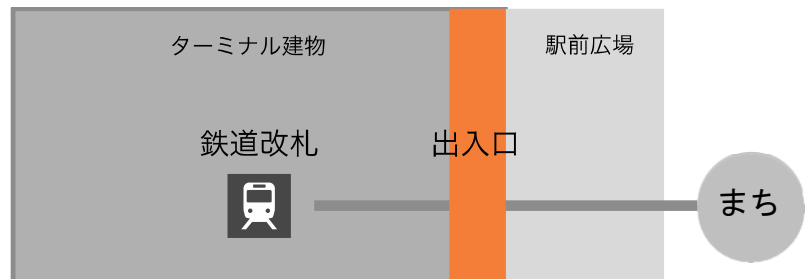 ターミナル建物
駅前広場
鉄道改札
出入口
まち